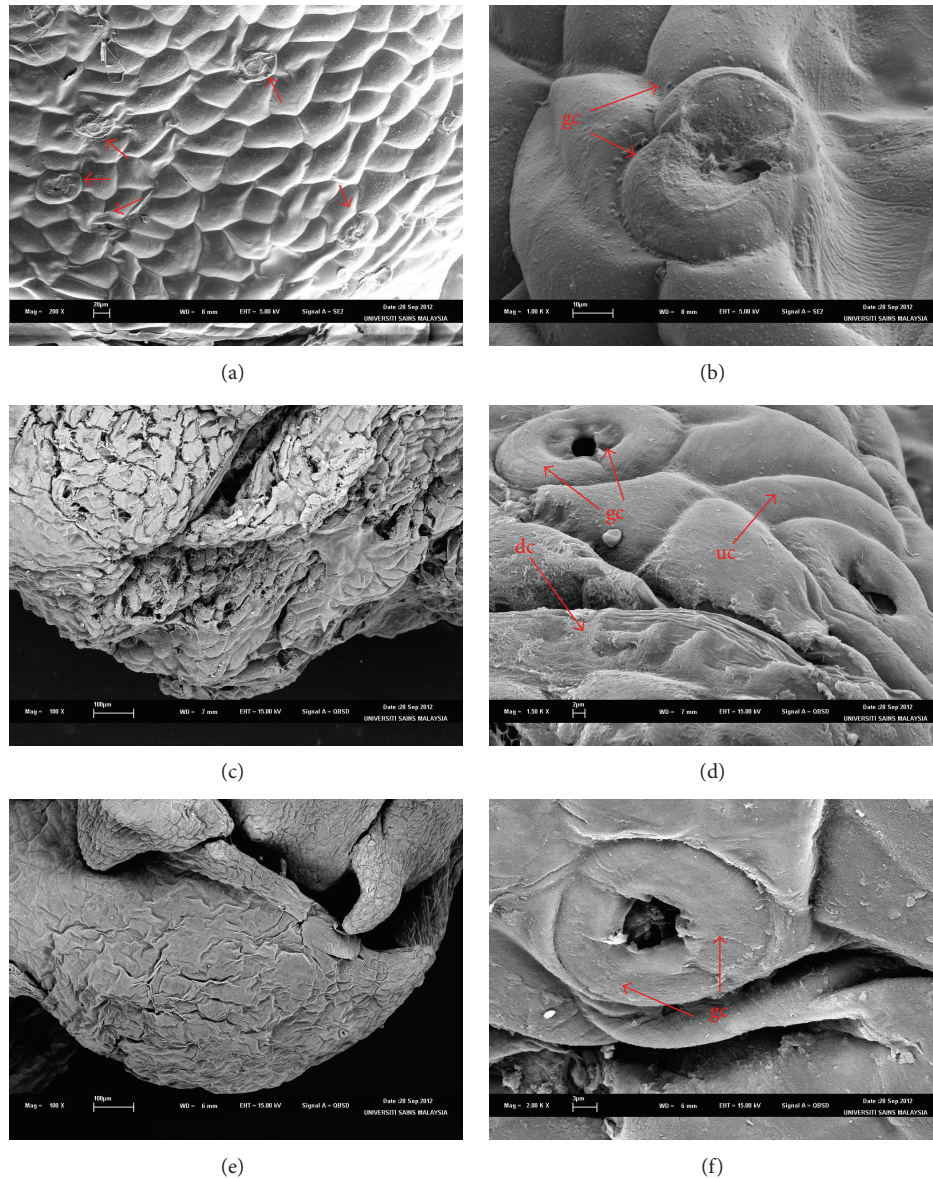 20µm
Mag = 200 X
WD = 8 mm
EHT = 5.00 kV
Signal A = SE2
Date :28 Sep 2012
UNIVERSITI SAINS MALAYSIA
(a)
gc
10µm
Mag = 1.00 K X
WD = 8 mm
EHT = 5.00 kV
Signal A = SE2
Date :28 Sep 2012
UNIVERSITI SAINS MALAYSIA
(b)
100µm
Mag = 100 X
WD = 7 mm
EHT = 15.00 kV
Signal A = QBSD
Date :28 Sep 2012
UNIVERSITI SAINS MALAYSIA
(c)
gc
dc
uc
2µm
Mag = 1.50 K X
WD = 7 mm
EHT = 15.00 kV
Signal A = QBSD
Date :28 Sep 2012
UNIVERSITI SAINS MALAYSIA
(d)
100µm
Mag = 100 X
WD = 6 mm
EHT = 15.00 kV
Signal A = QBSD
Date :28 Sep 2012
UNIVERSITI SAINS MALAYSIA
(e)
gc
3µm
Mag = 2.00 K X
WD = 6 mm
EHT = 15.00 kV
Signal A = QBSD
Date :28 Sep 2012
UNIVERSITI SAINS MALAYSIA
(f)